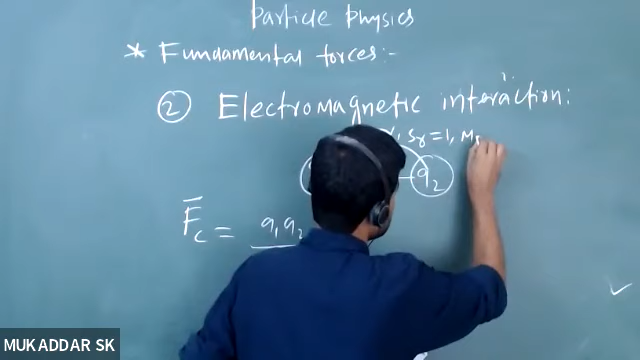 Particle physics
* Fundamental forces:-
② Electromagnetic interaction:
γ, Sγ=1, M
q2
F̅c = q1q2
MUKADDAR SK